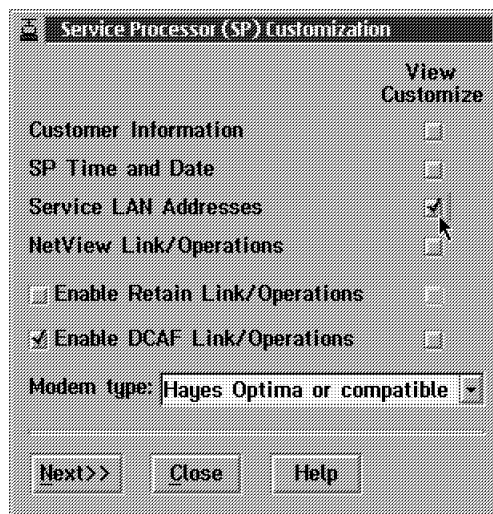 Service Processor (SP) Customization
View
Customize
Customer Information
SP Time and Date
Service LAN Addresses
NetView Link/Operations
Enable Retain Link/Operations
Enable DCAF Link/Operations
Modem type: Hayes Optima or compatible
Next>> Close Help